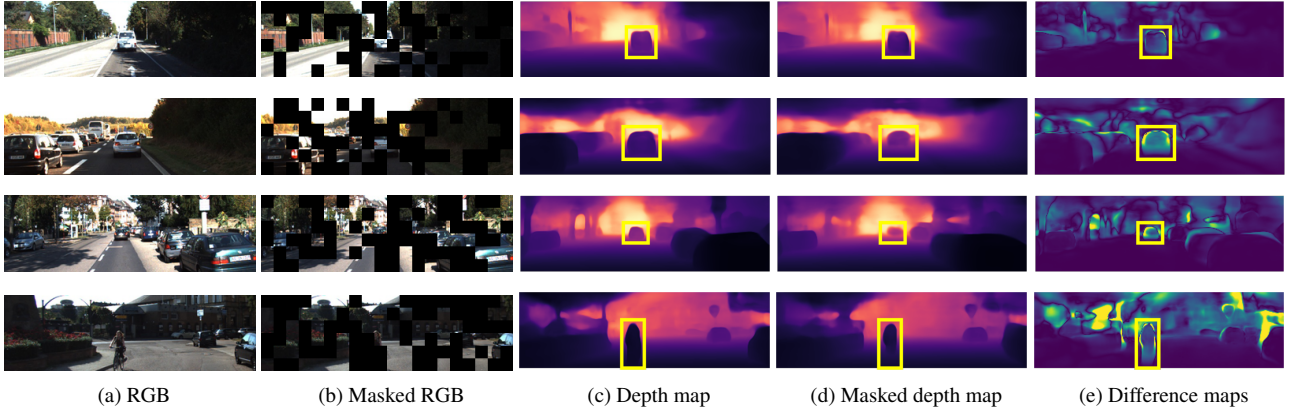 (a) RGB
(b) Masked RGB
(c) Depth map
(d) Masked depth map
(e) Difference maps